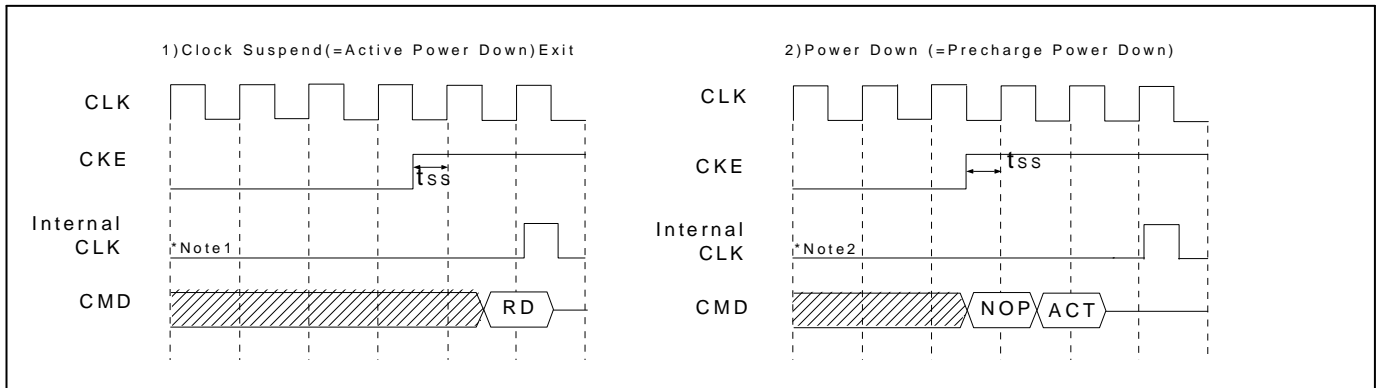 1)Clock Suspend(=Active Power Down)Exit
CLK
CKE
tss
Internal
CLK
*Note1
CMD
RD
2)Power Down (=Precharge Power Down)
CLK
CKE
tss
Internal
CLK
*Note2
CMD
NOP
ACT